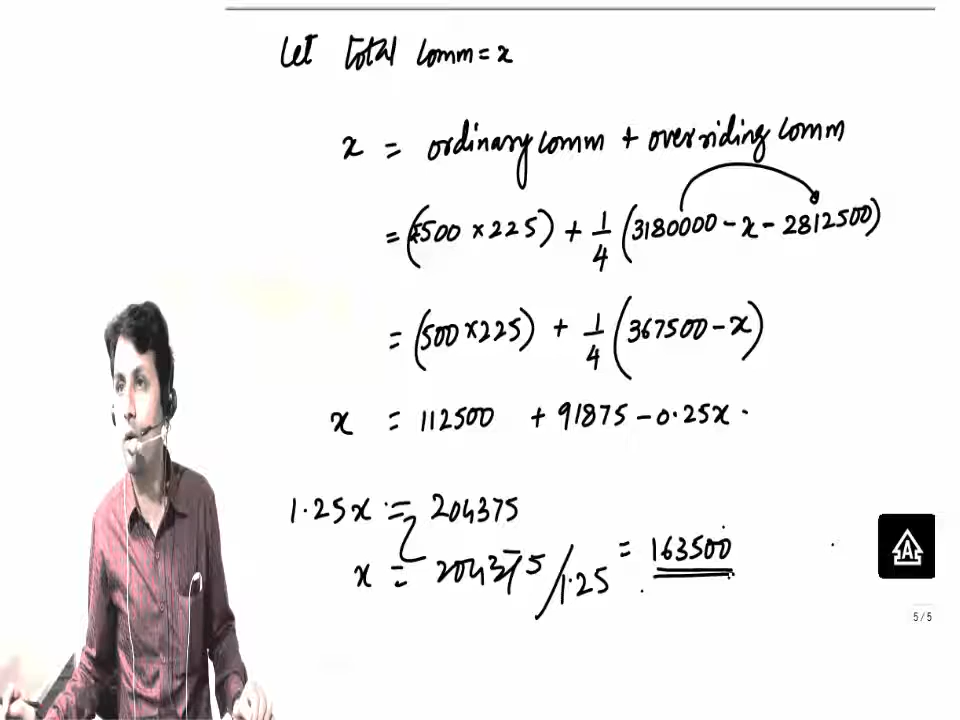 Let total comm = x
x = ordinary comm + overriding comm
= (500 × 225) + 1/4 (3180000 - x - 2812500)
= (500 × 225) + 1/4 (367500 - x)
x = 112500 + 91875 - 0.25x
1.25x = 204375
x = 204375/1.25 = 163500
A
5/5